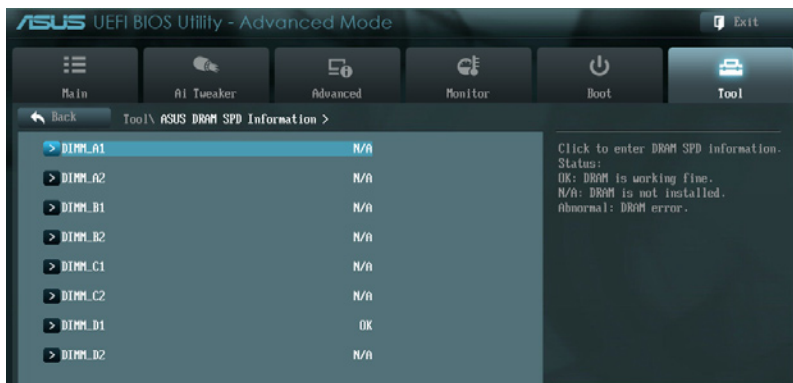 ASUS UEFI BIOS Utility - Advanced Mode
Exit
Main
Ai Tweaker
Advanced
Monitor
Boot
Tool
Back
Tool\ ASUS DRAM SPD Information >
> DIMM_A1 N/A
> DIMM_A2 N/A
> DIMM_B1 N/A
> DIMM_B2 N/A
> DIMM_C1 N/A
> DIMM_C2 N/A
> DIMM_D1 OK
> DIMM_D2 N/A
Click to enter DRAM SPD information.
Status:
OK: DRAM is working fine.
N/A: DRAM is not installed.
Abnormal: DRAM error.